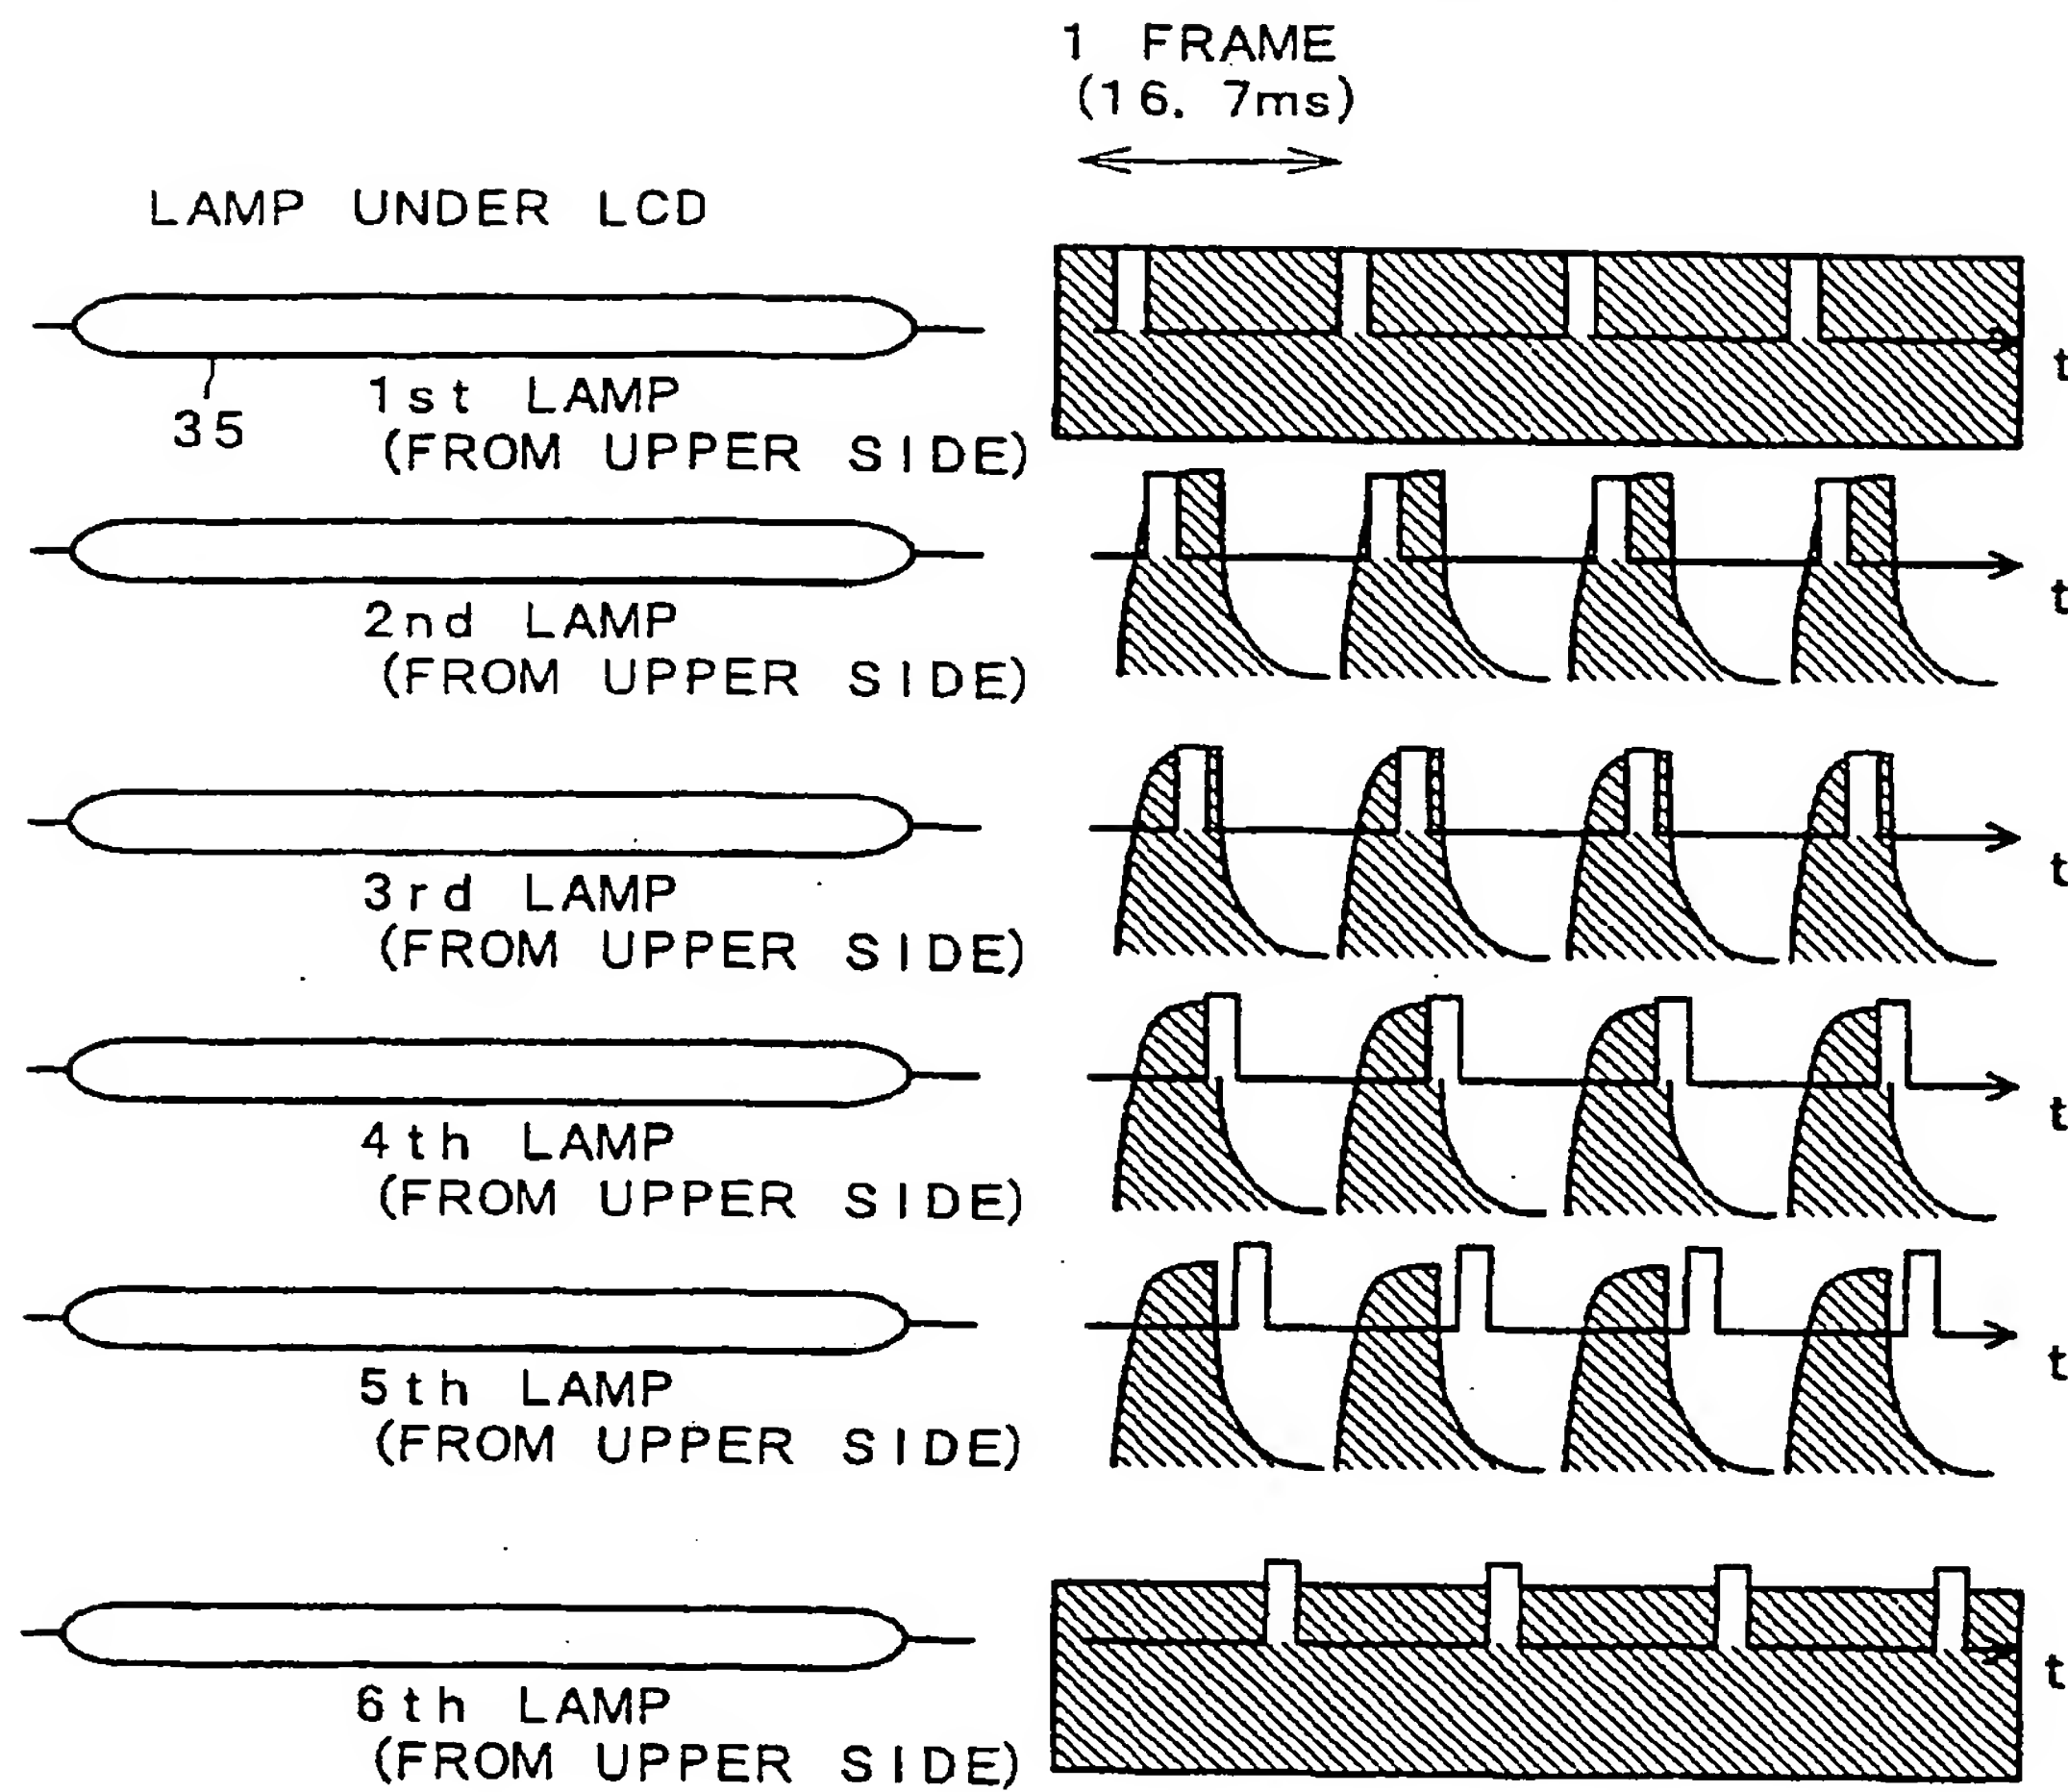 1 FRAME
(16. 7ms)
LAMP UNDER LCD
t
35
1st LAMP
(FROM UPPER SIDE)
t
2nd LAMP
(FROM UPPER SIDE)
t
3rd LAMP
(FROM UPPER SIDE)
t
4th LAMP
(FROM UPPER SIDE)
t
5th LAMP
(FROM UPPER SIDE)
t
6th LAMP
(FROM UPPER SIDE)